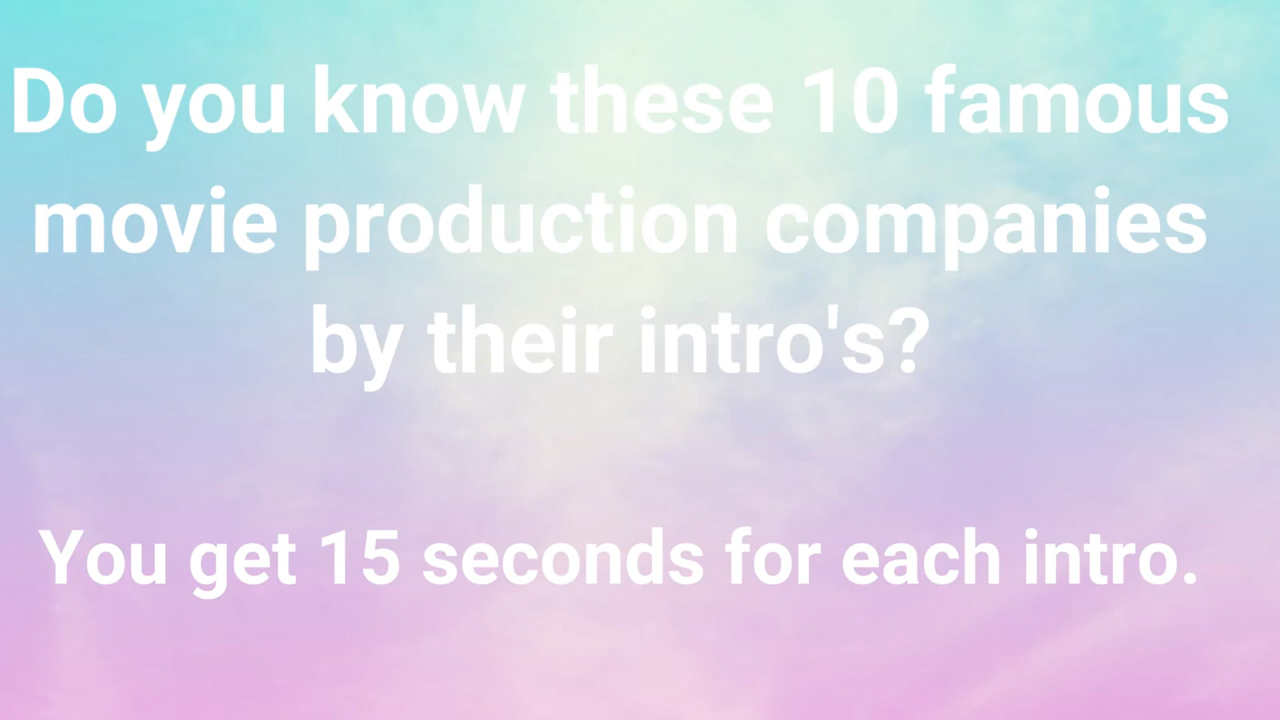 Do you know these 10 famous
movie production companies
by their intro's?
You get 15 seconds for each intro.